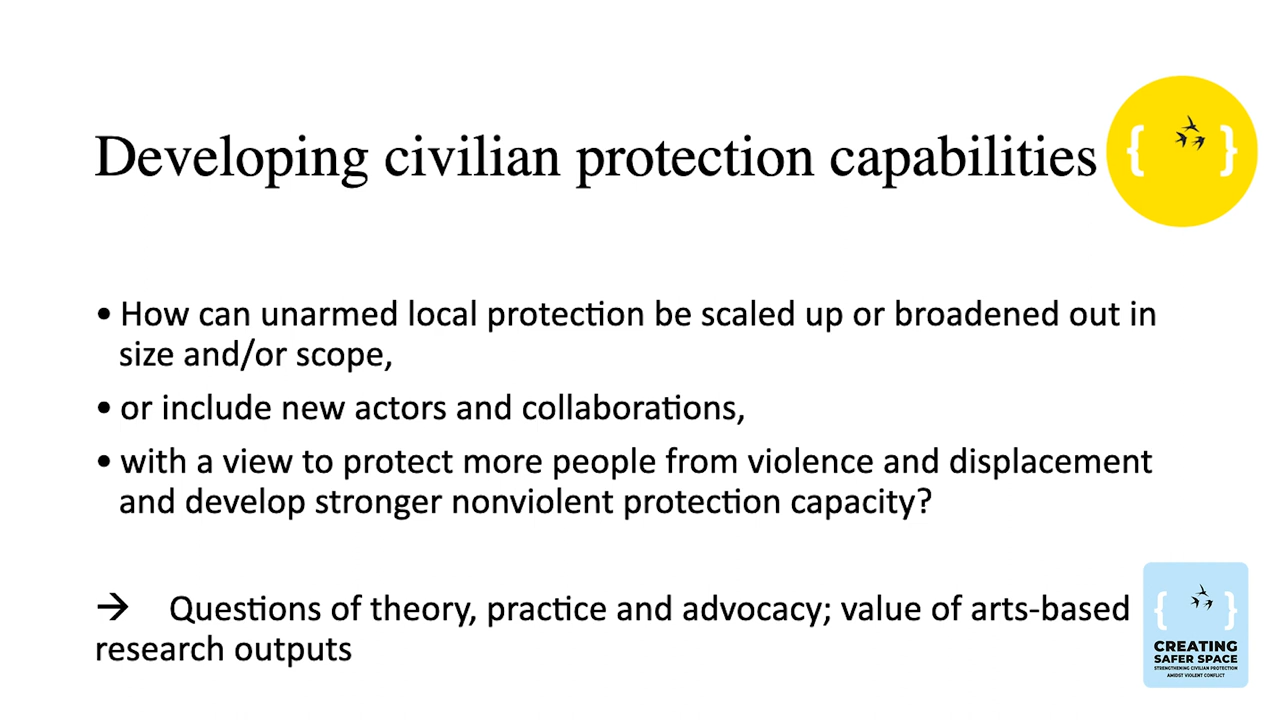 Developing civilian protection capabilities
{ }
• How can unarmed local protection be scaled up or broadened out in
size and/or scope,
• or include new actors and collaborations,
• with a view to protect more people from violence and displacement
and develop stronger nonviolent protection capacity?
→ Questions of theory, practice and advocacy; value of arts-based
research outputs
{ }
CREATING
SAFER SPACE
STRENGTHENING CIVILIAN PROTECTION
AMIDST VIOLENT CONFLICT